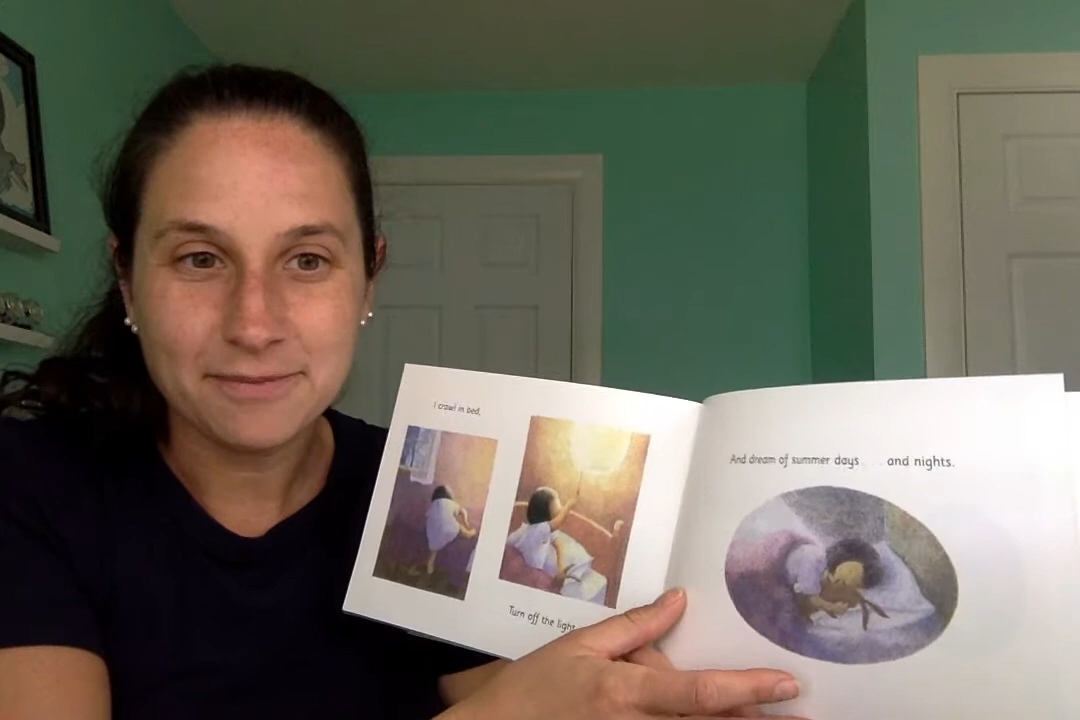 I crawl in bed,
Turn off the light
And dream of summer days . . . and nights.